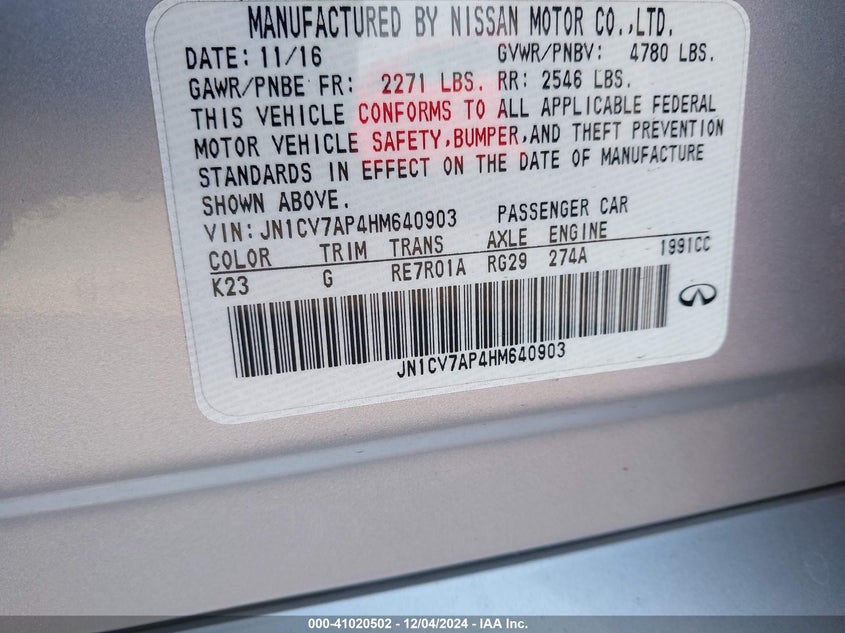 MANUFACTURED BY NISSAN MOTOR CO.,LTD.
DATE: 11/16 GVWR/PNBV: 4780 LBS.
GAWR/PNBE FR: 2271 LBS. RR: 2546 LBS.
THIS VEHICLE CONFORMS TO ALL APPLICABLE FEDERAL
MOTOR VEHICLE SAFETY,BUMPER,AND THEFT PREVENTION
STANDARDS IN EFFECT ON THE DATE OF MANUFACTURE
SHOWN ABOVE.
VIN: JN1CV7AP4HM640903 PASSENGER CAR
COLOR TRIM TRANS AXLE ENGINE
K23 G RE7R01A RG29 274A 1991CC
JN1CV7AP4HM640903
000-41020502 - 12/04/2024 - IAA Inc.